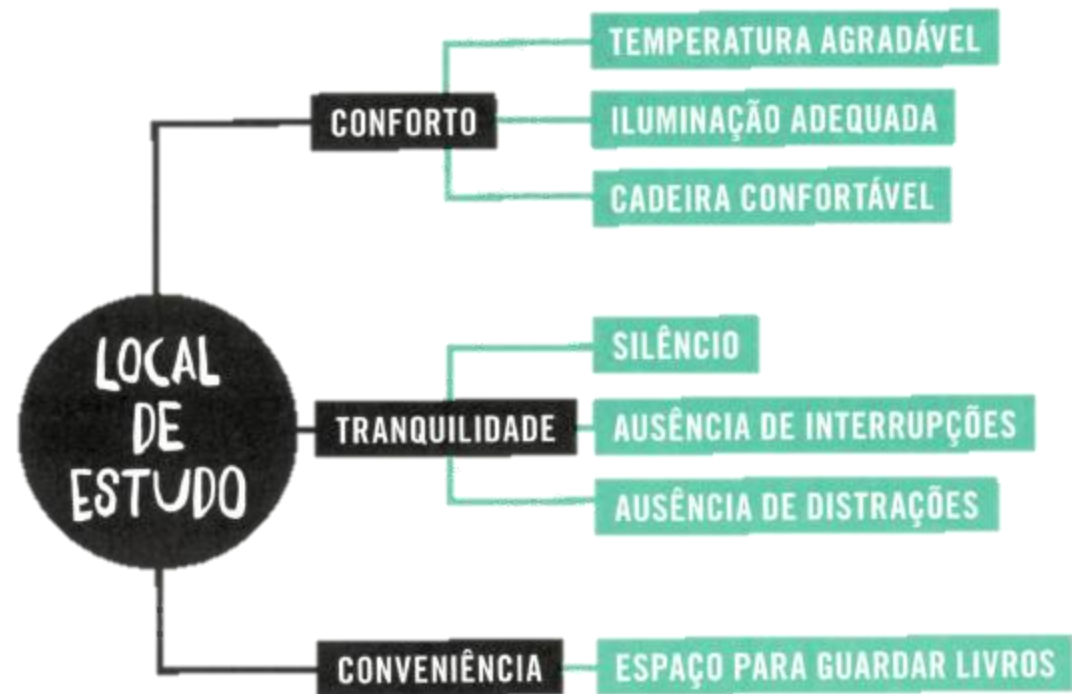 LOCAL
DE
ESTUDO
CONFORTO
TEMPERATURA AGRADÁVEL
ILUMINAÇÃO ADEQUADA
CADEIRA CONFORTÁVEL
TRANQUILIDADE
SILÊNCIO
AUSÊNCIA DE INTERRUPÇÕES
AUSÊNCIA DE DISTRAÇÕES
CONVENIÊNCIA
ESPAÇO PARA GUARDAR LIVROS